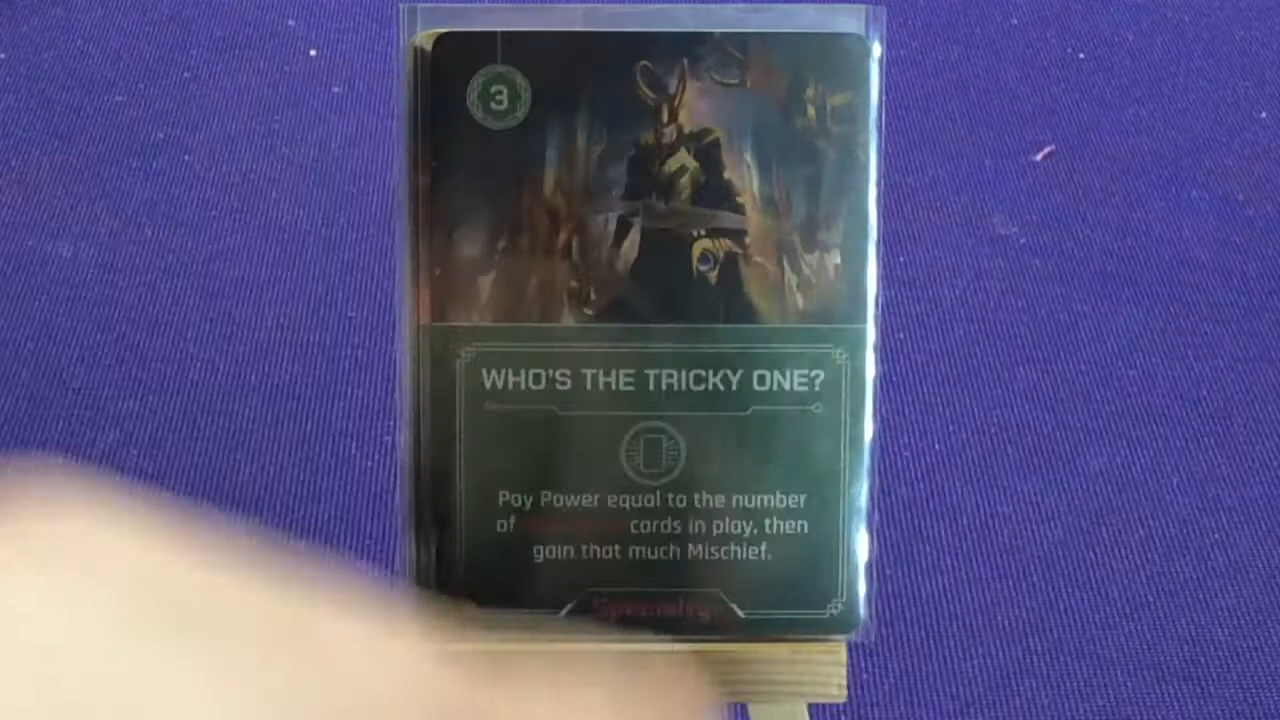 3
WHO'S THE TRICKY ONE?
Pay Power equal to the number
of cards in play, then
gain that much Mischief.
Specialty